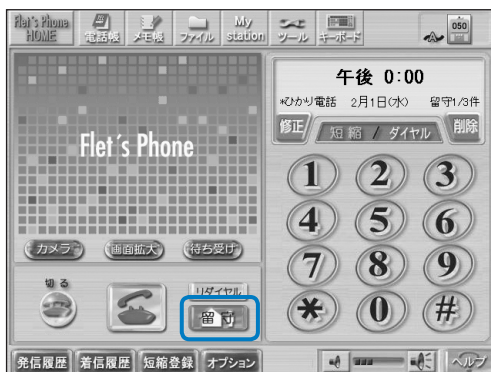 Flet's Phone HOME
電話帳
メモ帳
ファイル
My station
ツール
キーボード
050
午後 0:00
*ひかり電話 2月1日(水) 留守1/3件
修正
短縮 / ダイヤル
削除
Flet's Phone
1 2 3
4 5 6
7 8 9
* 0 #
カメラ
画面拡大
待ち受け
切る
リダイヤル
留守
発信履歴
着信履歴
短縮登録
オプション
ヘルプ